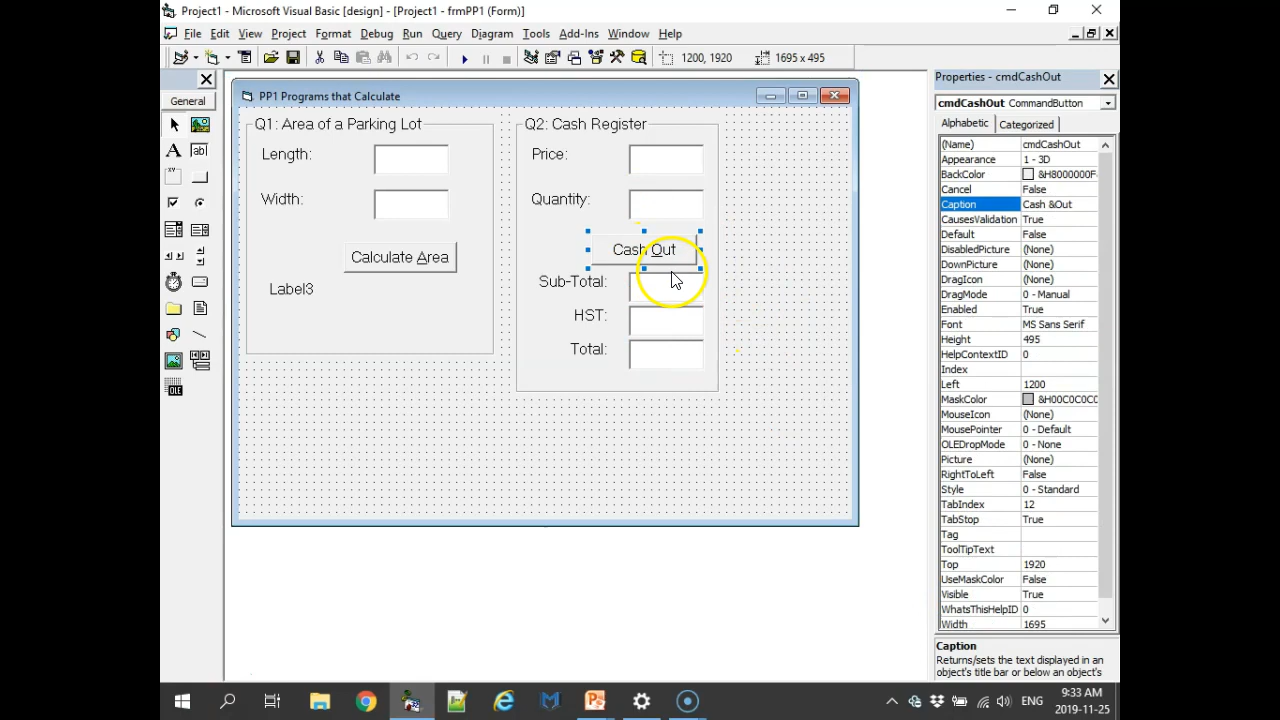 Project1 - Microsoft Visual Basic [design] - [Project1 - frmPP1 (Form)]
File Edit View Project Format Debug Run Query Diagram Tools Add-Ins Window Help
1200, 1920 1695 x 495
General
PP1 Programs that Calculate
Q1: Area of a Parking Lot
Length:
Width:
Calculate Area
Label3
Q2: Cash Register
Price:
Quantity:
Cash Out
Sub-Total:
HST:
Total:
Properties - cmdCashOut
cmdCashOut CommandButton
Alphabetic Categorized
(Name) cmdCashOut
Appearance 1 - 3D
BackColor &H8000000F
Cancel False
Caption Cash &Out
CausesValidation True
Default False
DisabledPicture (None)
DownPicture (None)
DragIcon (None)
DragMode 0 - Manual
Enabled True
Font MS Sans Serif
Height 495
HelpContextID 0
Index
Left 1200
MaskColor &H00C0C0C0
MouseIcon (None)
MousePointer 0 - Default
OLEDropMode 0 - None
Picture (None)
RightToLeft False
Style 0 - Standard
TabIndex 12
TabStop True
Tag
ToolTipText
Top 1920
UseMaskColor False
Visible True
WhatsThisHelpID 0
Width 1695
Caption
Returns/sets the text displayed in an
object's title bar or below an object's
ENG
9:33 AM
2019-11-25